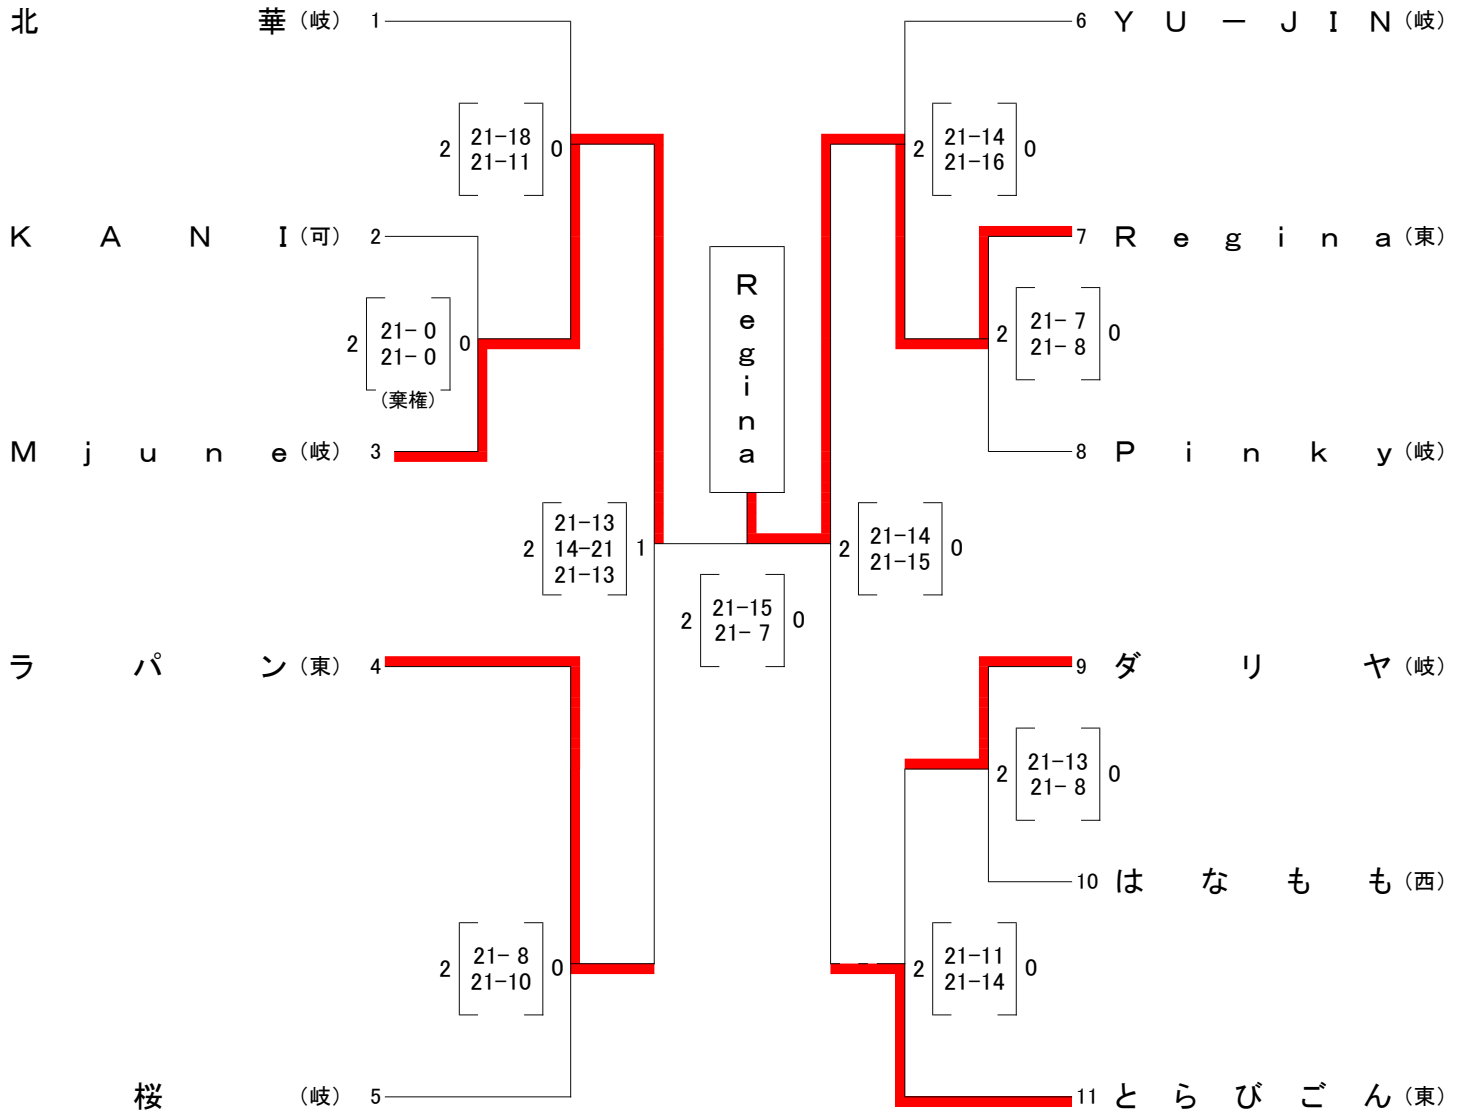 北華（岐） 1
2 [21-18 21-11] 0
KANI（可） 2
2 [21- 0 21- 0] 0
（棄権）
Mjune（岐） 3
2 [21-13 14-21 21-13] 1
ラパン（東） 4
2 [21- 8 21-10] 0
桜（岐） 5
Regina
2 [21-15 21- 7] 0
6 YU－JIN（岐）
2 [21-14 21-16] 0
7 Regina（東）
2 [21- 7 21- 8] 0
8 Pinky（岐）
2 [21-14 21-15] 0
9 ダリヤ（岐）
2 [21-13 21- 8] 0
10 はなもも（西）
2 [21-11 21-14] 0
11 とらびごん（東）